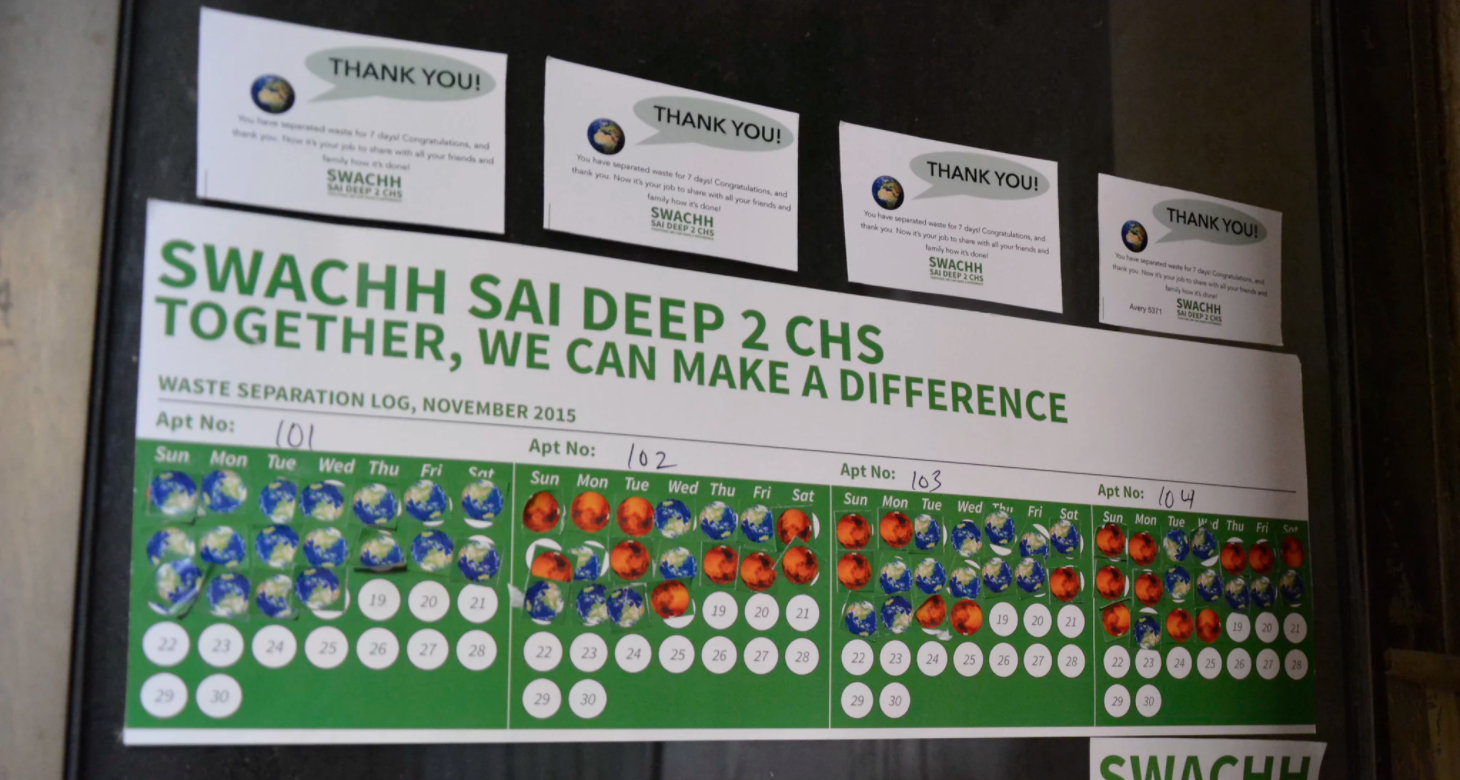 THANK YOU!
You have separated waste for 7 days! Congratulations, and
thank you. Now it's your job to share with all your friends and
family how it's done!
SWACHH
SAI DEEP 2 CHS
THANK YOU!
You have separated waste for 7 days! Congratulations, and
thank you. Now it's your job to share with all your friends and
family how it's done!
SWACHH
SAI DEEP 2 CHS
THANK YOU!
You have separated waste for 7 days! Congratulations, and
thank you. Now it's your job to share with all your friends and
family how it's done!
SWACHH
SAI DEEP 2 CHS
THANK YOU!
You have separated waste for 7 days! Congratulations, and
thank you. Now it's your job to share with all your friends and
family how it's done!
Avery 5371
SWACHH
SAI DEEP 2 CHS
SWACHH SAI DEEP 2 CHS
TOGETHER, WE CAN MAKE A DIFFERENCE
WASTE SEPARATION LOG, NOVEMBER 2015
Apt No: 101
Sun Mon Tue Wed Thu Fri Sat
19 20 21
22 23 24 25 26 27 28
29 30
Apt No: 102
Sun Mon Tue Wed Thu Fri Sat
19 20 21
22 23 24 25 26 27 28
29 30
Apt No: 103
Sun Mon Tue Wed Thu Fri Sat
19 20 21
22 23 24 25 26 27 28
29 30
Apt No: 104
Sun Mon Tue Wed Thu Fri Sat
19 20 21
22 23 24 25 26 27 28
29 30
SWACHH